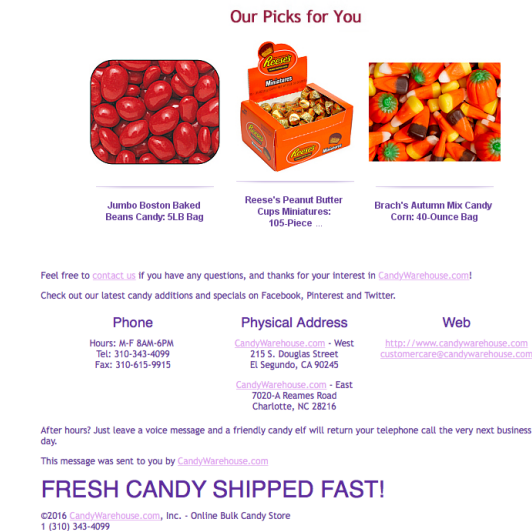 Our Picks for You
Reese's
Miniatures
Reese's
Jumbo Boston Baked
Beans Candy: 5LB Bag
Reese's Peanut Butter
Cups Miniatures:
105-Piece ...
Brach's Autumn Mix Candy
Corn: 40-Ounce Bag
Feel free to contact us if you have any questions, and thanks for your interest in CandyWarehouse.com!
Check out our latest candy additions and specials on Facebook, Pinterest and Twitter.
Phone
Hours: M-F 8AM-6PM
Tel: 310-343-4099
Fax: 310-615-9915
Physical Address
CandyWarehouse.com - West
215 S. Douglas Street
El Segundo, CA 90245
CandyWarehouse.com - East
7020-A Reames Road
Charlotte, NC 28216
Web
http://www.candywarehouse.com
customercare@candywarehouse.com
After hours? Just leave a voice message and a friendly candy elf will return your telephone call the very next business
day.
This message was sent to you by CandyWarehouse.com
FRESH CANDY SHIPPED FAST!
©2016 CandyWarehouse.com, Inc. - Online Bulk Candy Store
1 (310) 343-4099